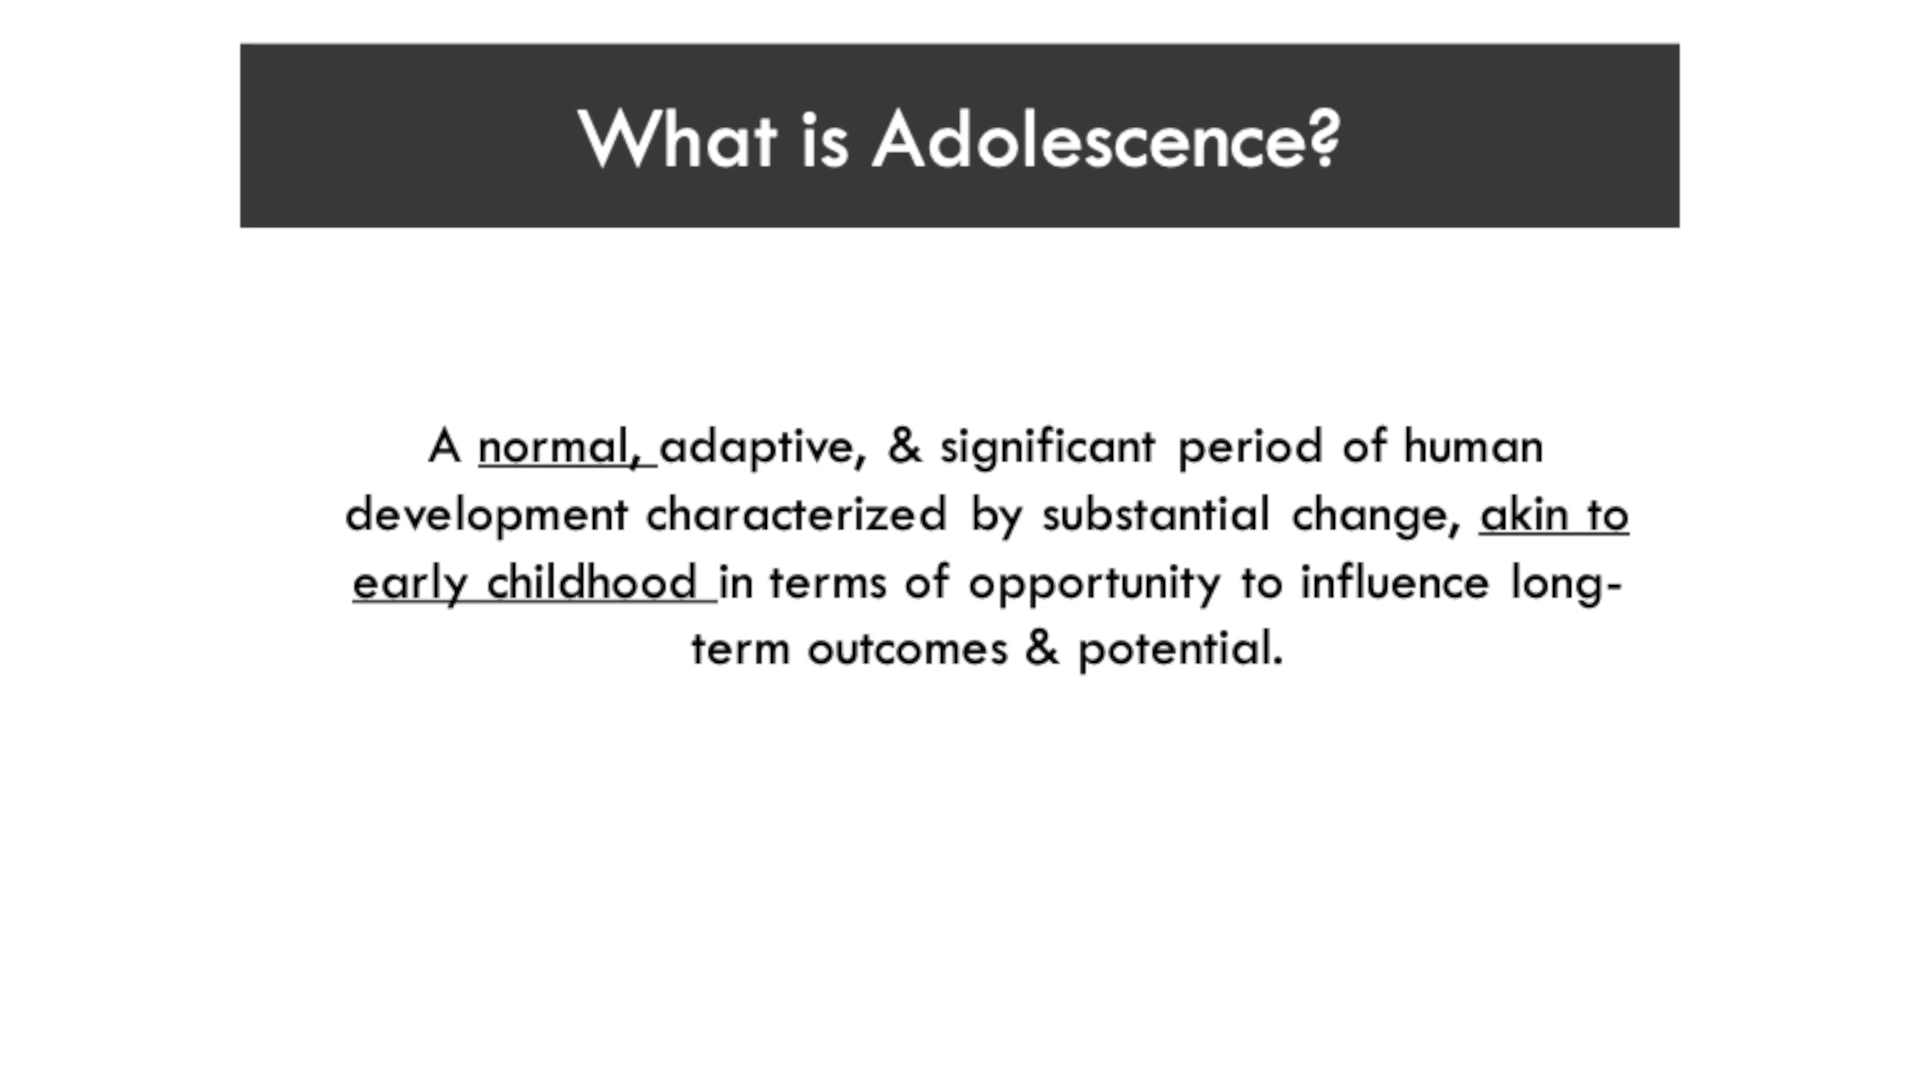 What is Adolescence?
A normal, adaptive, & significant period of human
development characterized by substantial change, akin to
early childhood in terms of opportunity to influence long-
term outcomes & potential.